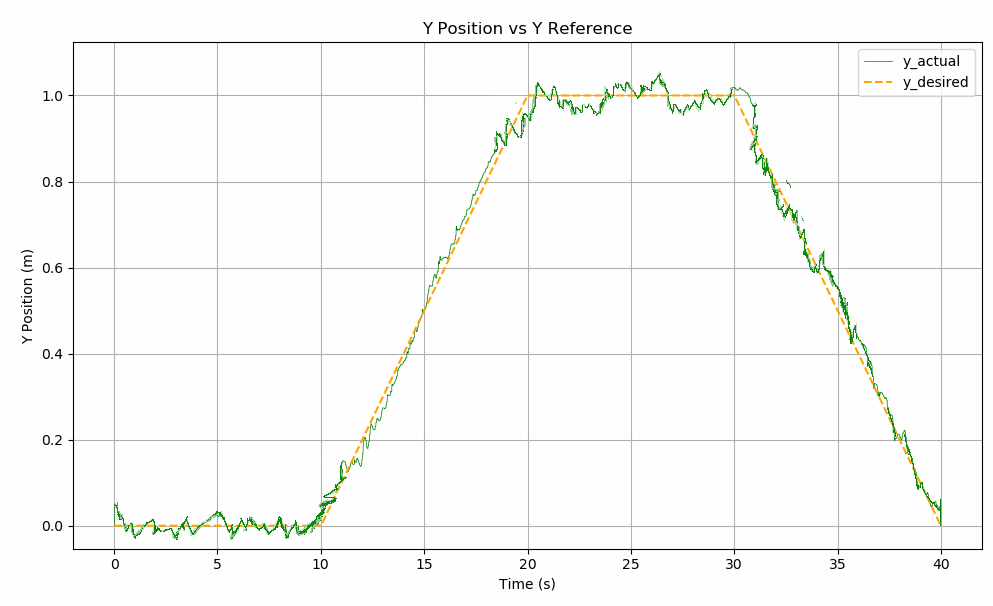 Y Position vs Y Reference
y_actual
y_desired
1.0
0.8
0.6
0.4
0.2
0.0
Y Position (m)
0 5 10 15 20 25 30 35 40
Time (s)